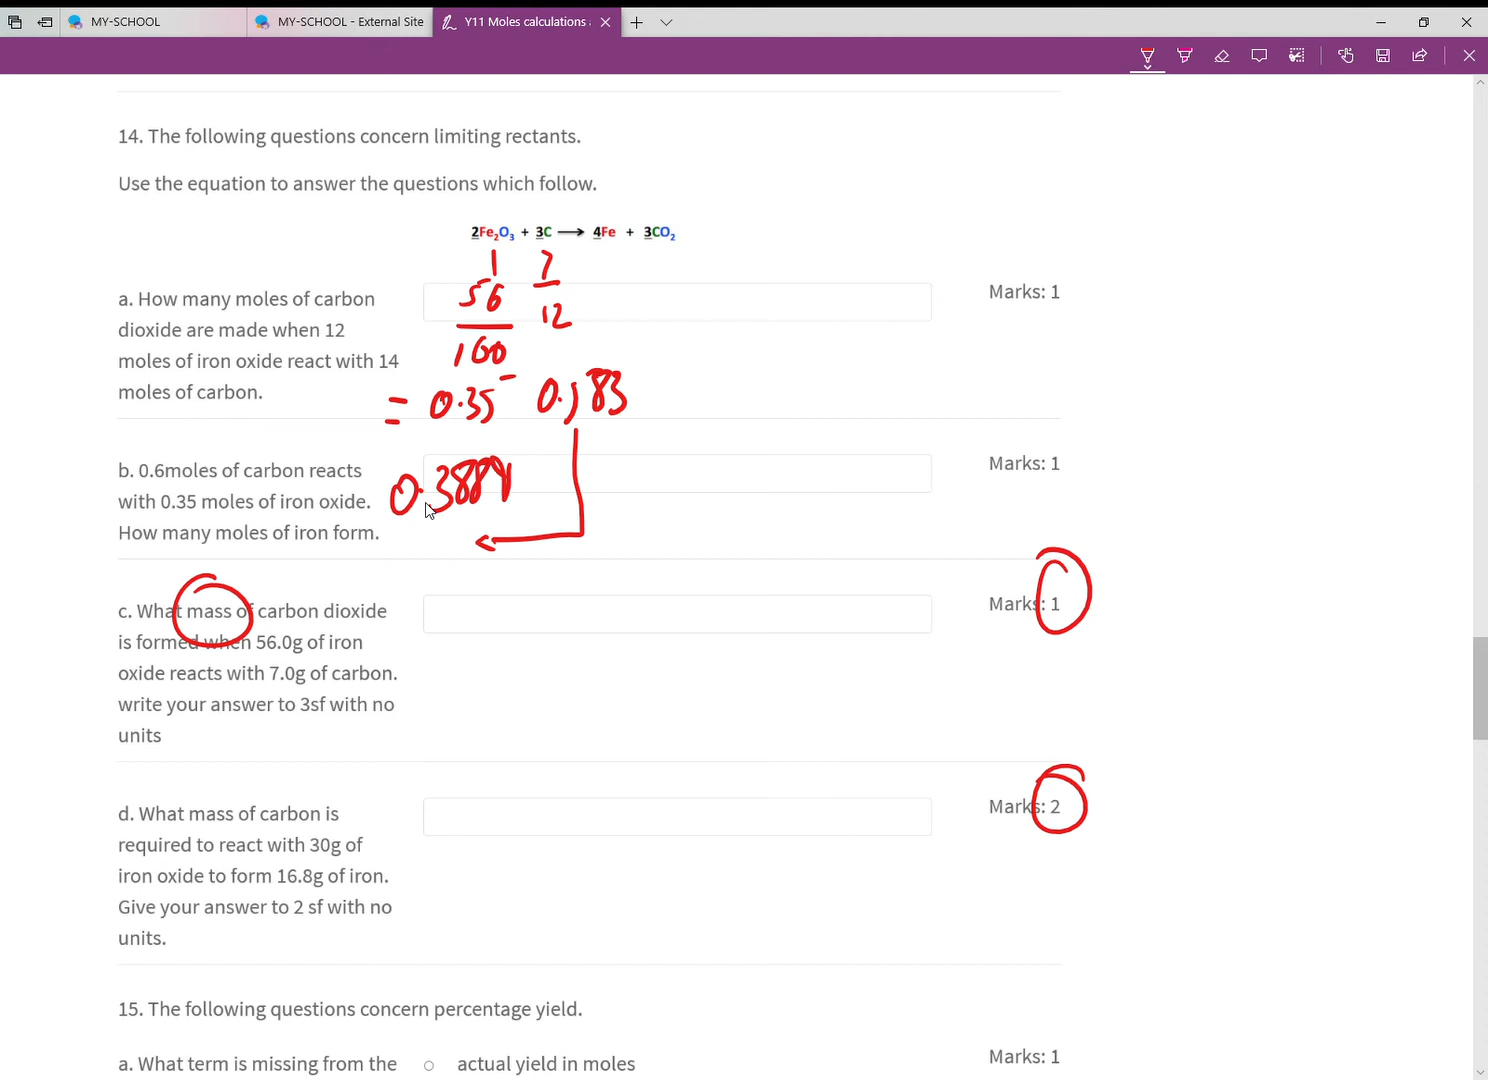 MY-SCHOOL
MY-SCHOOL - External Site
Y11 Moles calculations
14. The following questions concern limiting rectants.
Use the equation to answer the questions which follow.
2Fe₂O₃ + 3C ⟶ 4Fe + 3CO₂
a. How many moles of carbon
dioxide are made when 12
moles of iron oxide react with 14
moles of carbon.
Marks: 1
56
160
7
12
= 0.35
0.183
b. 0.6moles of carbon reacts
with 0.35 moles of iron oxide.
How many moles of iron form.
Marks: 1
c. What mass of carbon dioxide
is formed when 56.0g of iron
oxide reacts with 7.0g of carbon.
write your answer to 3sf with no
units
Marks: 1
d. What mass of carbon is
required to react with 30g of
iron oxide to form 16.8g of iron.
Give your answer to 2 sf with no
units.
Marks: 2
15. The following questions concern percentage yield.
a. What term is missing from the
actual yield in moles
Marks: 1